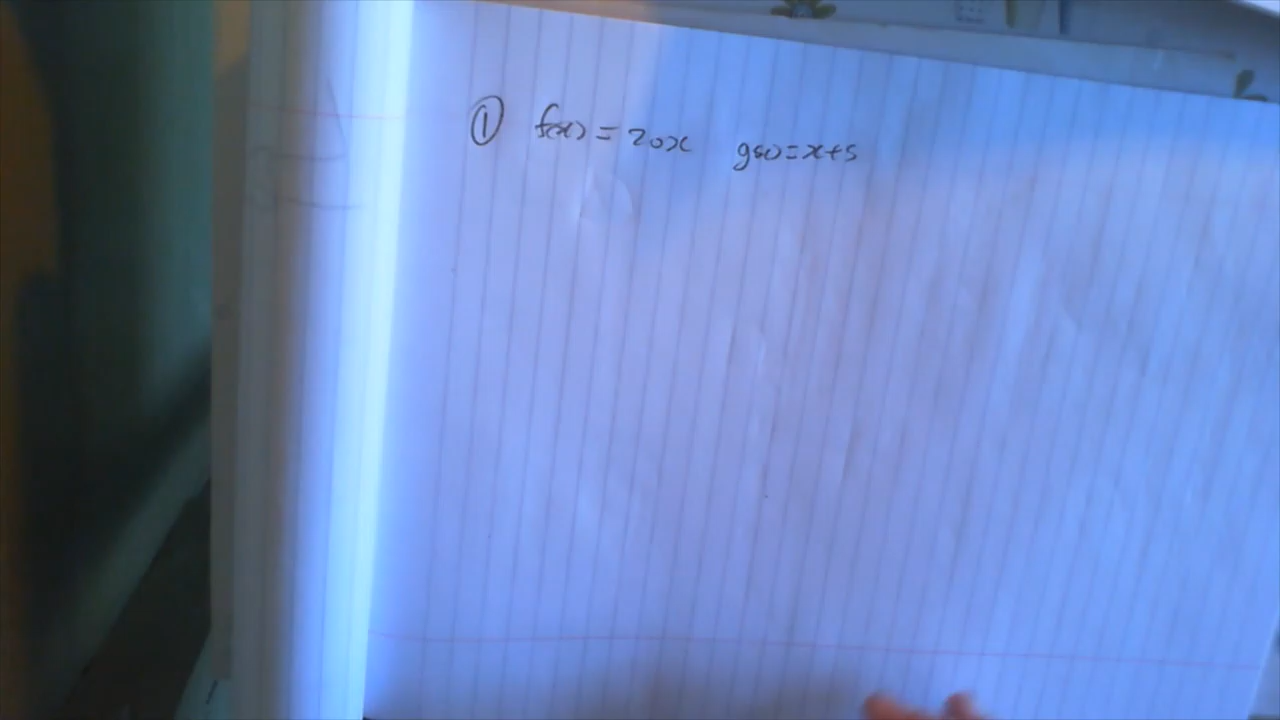 ① f(x) = 20x g(x) = x+5